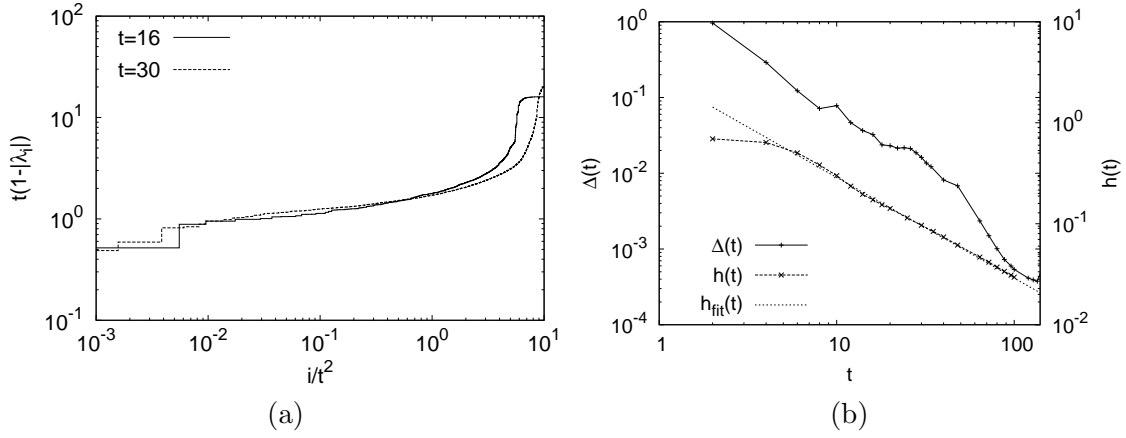 t(1-|λ_i|)
10^2
10^1
10^0
10^-1
t=16
t=30
10^-3 10^-2 10^-1 10^0 10^1
i/t^2
(a)
Δ(t)
10^0
10^-1
10^-2
10^-3
10^-4
Δ(t)
h(t)
h_fit(t)
1 10 100
t
10^1
10^0
10^-1
10^-2
h(t)
(b)